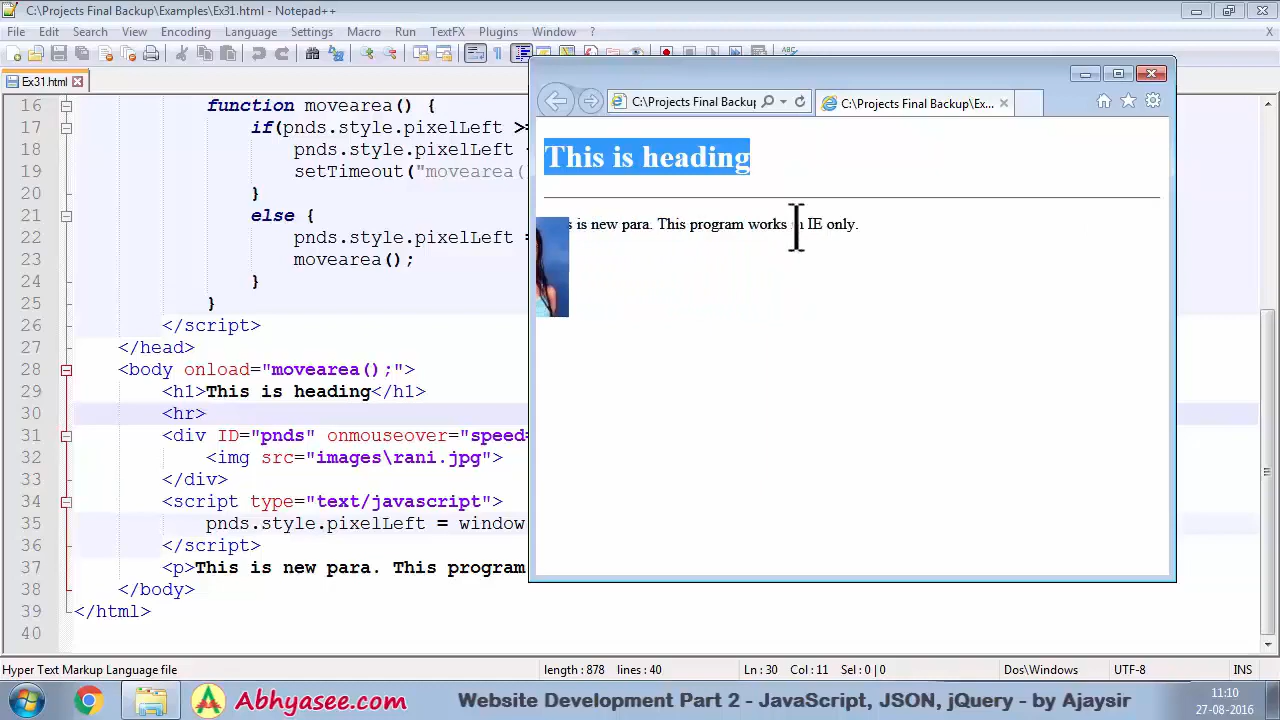 C:\Projects Final Backup\Examples\Ex31.html - Notepad++
File Edit Search View Encoding Language Settings Macro Run TextFX Plugins Window ? X
Ex31.html
C:\Projects Final Backup
C:\Projects Final Backup\Ex...
16 function movearea() {
17 if(pnds.style.pixelLeft >
18 pnds.style.pixelLeft
19 setTimeout("movearea(
20 }
21 else {
22 pnds.style.pixelLeft =
23 movearea();
24 }
25 }
26 </script>
27 </head>
28 <body onload="movearea();">
29 <h1>This is heading</h1>
30 <hr>
31 <div ID="pnds" onmouseover="speed=
32 <img src="images\rani.jpg">
33 </div>
34 <script type="text/javascript">
35 pnds.style.pixelLeft = window
36 </script>
37 <p>This is new para. This program
38 </body>
39 </html>
40
This is heading
s is new para. This program works in IE only.
Hyper Text Markup Language file length : 878 lines : 40 Ln : 30 Col : 11 Sel : 0 | 0 Dos\Windows UTF-8 INS
Abhyasee.com Website Development Part 2 - JavaScript, JSON, jQuery - by Ajaysir
11:10
27-08-2016